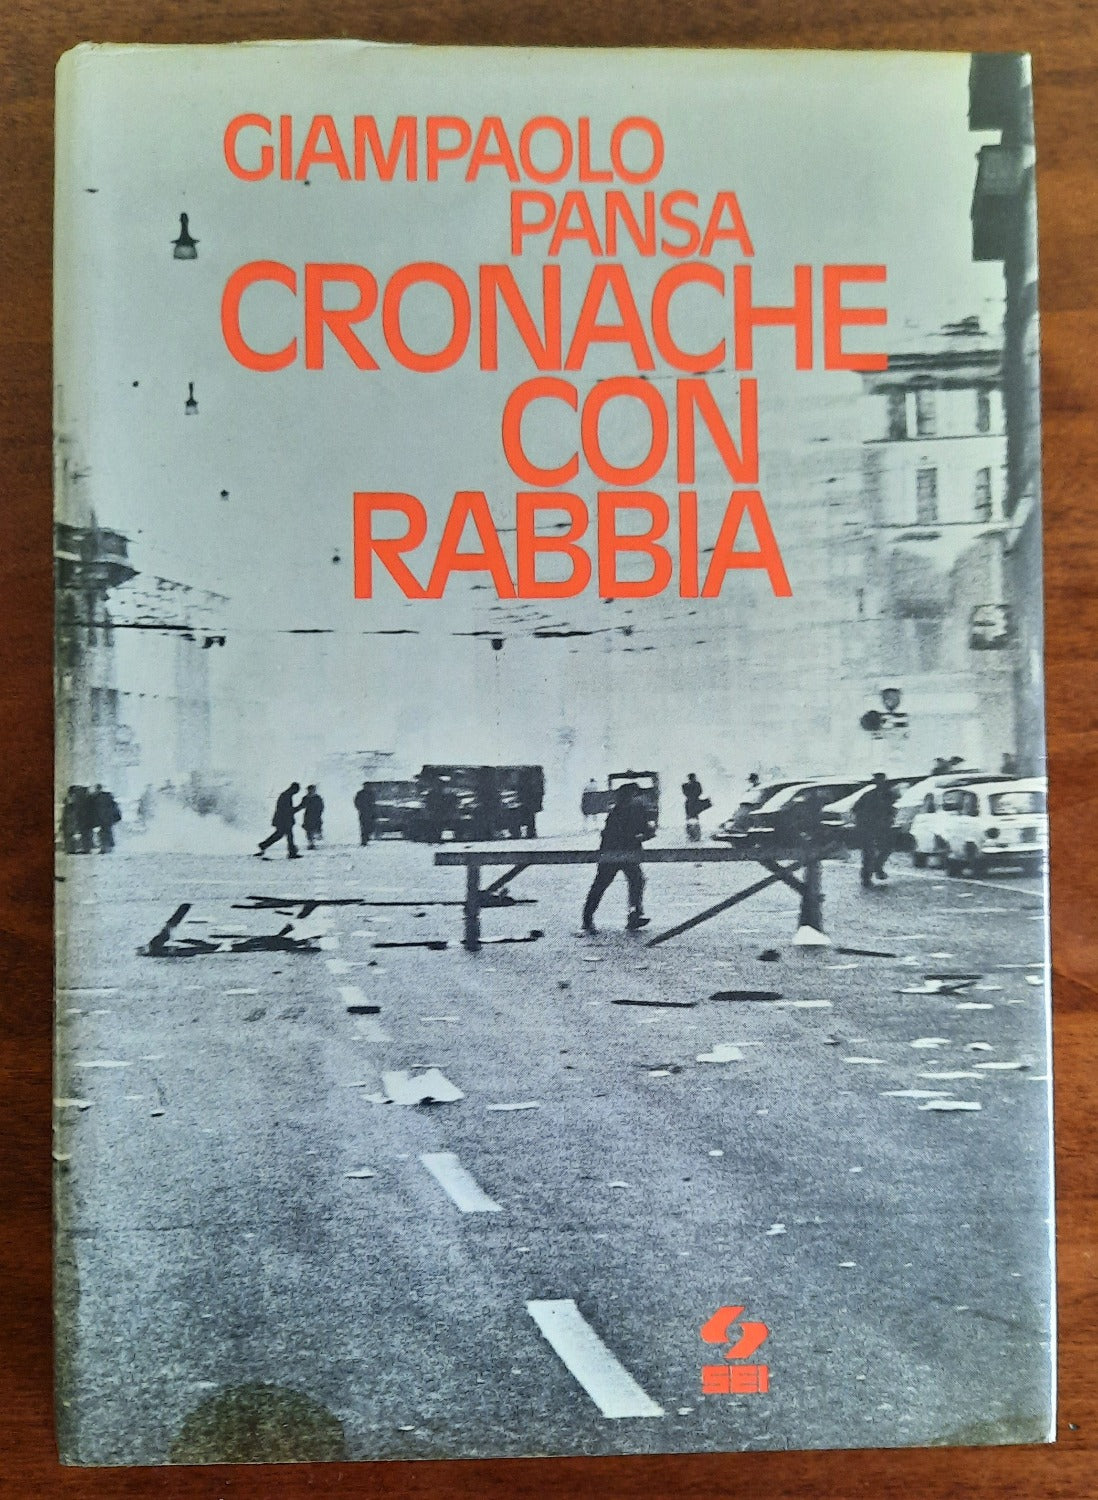 GIAMPAOLO
PANSA
CRONACHE
CON
RABBIA
SEI